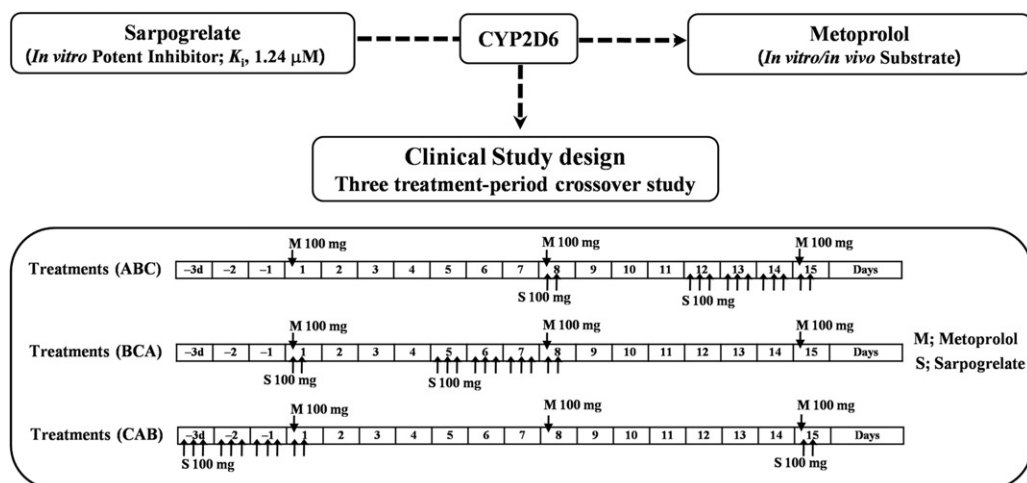 Sarpogrelate
(In vitro Potent Inhibitor; Ki, 1.24 μM)
CYP2D6
Metoprolol
(In vitro/in vivo Substrate)
Clinical Study design
Three treatment-period crossover study
M 100 mg M 100 mg M 100 mg
Treatments (ABC) –3d –2 –1 1 2 3 4 5 6 7 8 9 10 11 12 13 14 15 Days
S 100 mg S 100 mg
M 100 mg M 100 mg M 100 mg
Treatments (BCA) –3d –2 –1 1 2 3 4 5 6 7 8 9 10 11 12 13 14 15 Days
S 100 mg S 100 mg
M; Metoprolol
S; Sarpogrelate
M 100 mg M 100 mg M 100 mg
Treatments (CAB) –3d –2 –1 1 2 3 4 5 6 7 8 9 10 11 12 13 14 15 Days
S 100 mg S 100 mg